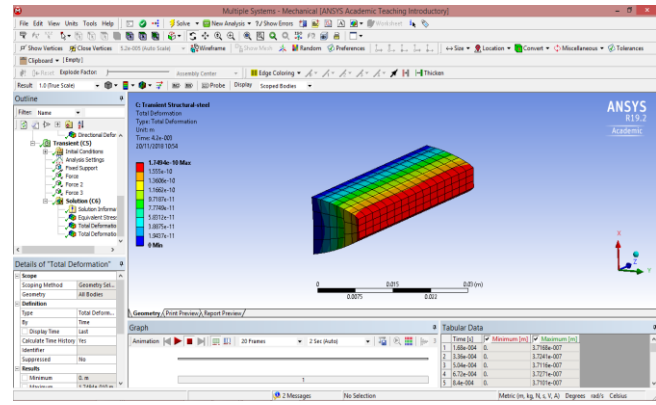 Multiple Systems - Mechanical [ANSYS Academic Teaching Introductory]
File Edit View Units Tools Help
Solve New Analysis ?/ Show Errors Worksheet
Show Vertices Close Vertices 5.2e-005 (Auto Scale) Wireframe Show Mesh Random Preferences Size Location Convert Miscellaneous Tolerances
Clipboard [Empty]
Reset Explode Factor: Assembly Center Edge Coloring Thicken
Result 1.0 (True Scale) Probe Display Scoped Bodies
Outline
Filter: Name
Directional Defor
Transient (C5)
Initial Conditions
Analysis Settings
Fixed Support
Force
Force 2
Force 3
Solution (C6)
Solution Informa
Equivalent Stress
Total Deformatio
Total Deformatio
C: Transient Structural-steel
Total Deformation
Type: Total Deformation
Unit: m
Time: 4.2e-003
20/11/2018 10:54
1.7494e-10 Max
1.555e-10
1.3606e-10
1.1662e-10
9.7187e-11
7.7749e-11
5.8312e-11
3.8875e-11
1.9437e-11
0 Min
ANSYS
R19.2
Academic
X
Z
0 0.015 0.03 (m)
0.0075 0.022
Geometry Print Preview Report Preview
Details of "Total Deformation"
Scope
Scoping Method Geometry Sel...
Geometry All Bodies
Definition
Type Total Deform...
By Time
Display Time Last
Calculate Time History Yes
Identifier
Suppressed No
Results
Minimum 0. m
Graph
Animation 20 Frames 2 Sec (Auto)
1
Tabular Data
Time [s] Minimum [m] Maximum [m]
1 1.68e-004 0. 3.7168e-007
2 3.36e-004 0. 3.7241e-007
3 5.04e-004 0. 3.7116e-007
4 6.72e-004 0. 3.7271e-007
5 8.4e-004 0. 3.7101e-007
2 Messages No Selection Metric (m, kg, N, s, V, A) Degrees rad/s Celsius